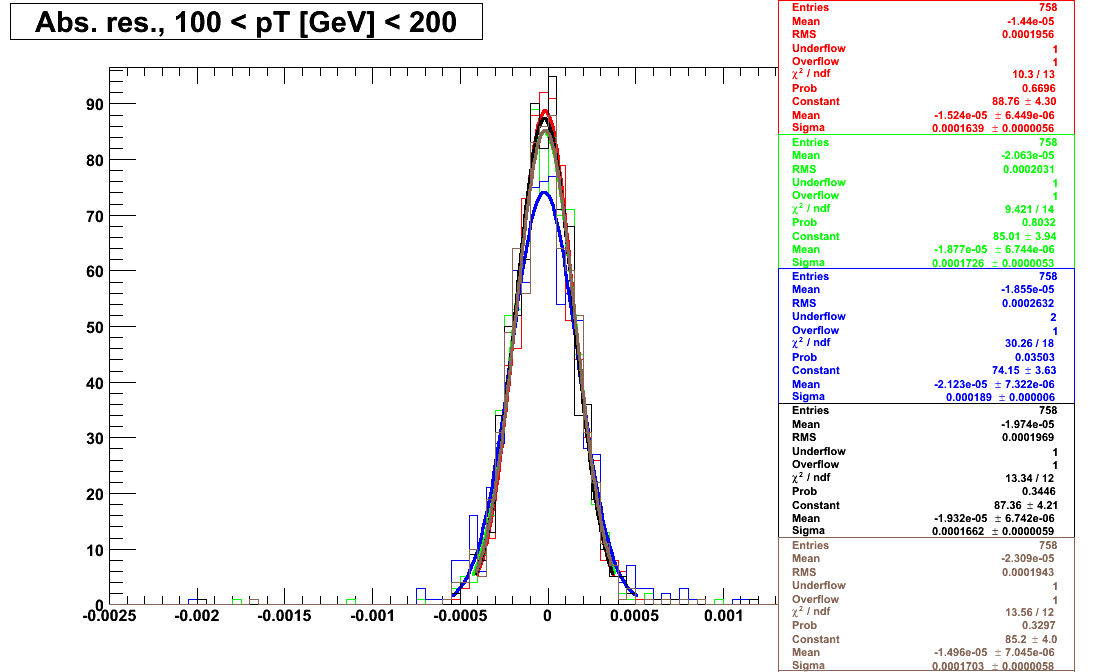 Abs. res., 100 < pT [GeV] < 200
Entries 758
Mean -1.44e-05
RMS 0.0001956
Underflow 1
Overflow 1
χ² / ndf 10.3 / 13
Prob 0.6696
Constant 88.76 ± 4.30
Mean -1.524e-05 ± 6.449e-06
Sigma 0.0001639 ± 0.0000056
Entries 758
Mean -2.063e-05
RMS 0.0002031
Underflow 1
Overflow 1
χ² / ndf 9.421 / 14
Prob 0.8032
Constant 85.01 ± 3.94
Mean -1.877e-05 ± 6.744e-06
Sigma 0.0001726 ± 0.0000053
Entries 758
Mean -1.855e-05
RMS 0.0002632
Underflow 2
Overflow 1
χ² / ndf 30.26 / 18
Prob 0.03503
Constant 74.15 ± 3.63
Mean -2.123e-05 ± 7.322e-06
Sigma 0.000189 ± 0.000006
Entries 758
Mean -1.974e-05
RMS 0.0001969
Underflow 1
Overflow 1
χ² / ndf 13.34 / 12
Prob 0.3446
Constant 87.36 ± 4.21
Mean -1.932e-05 ± 6.742e-06
Sigma 0.0001662 ± 0.0000059
Entries 758
Mean -2.309e-05
RMS 0.0001943
Underflow 1
Overflow 1
χ² / ndf 13.56 / 12
Prob 0.3297
Constant 85.2 ± 4.0
Mean -1.496e-05 ± 7.045e-06
Sigma 0.0001703 ± 0.0000058
90
80
70
60
50
40
30
20
10
0
-0.0025 -0.002 -0.0015 -0.001 -0.0005 0 0.0005 0.001